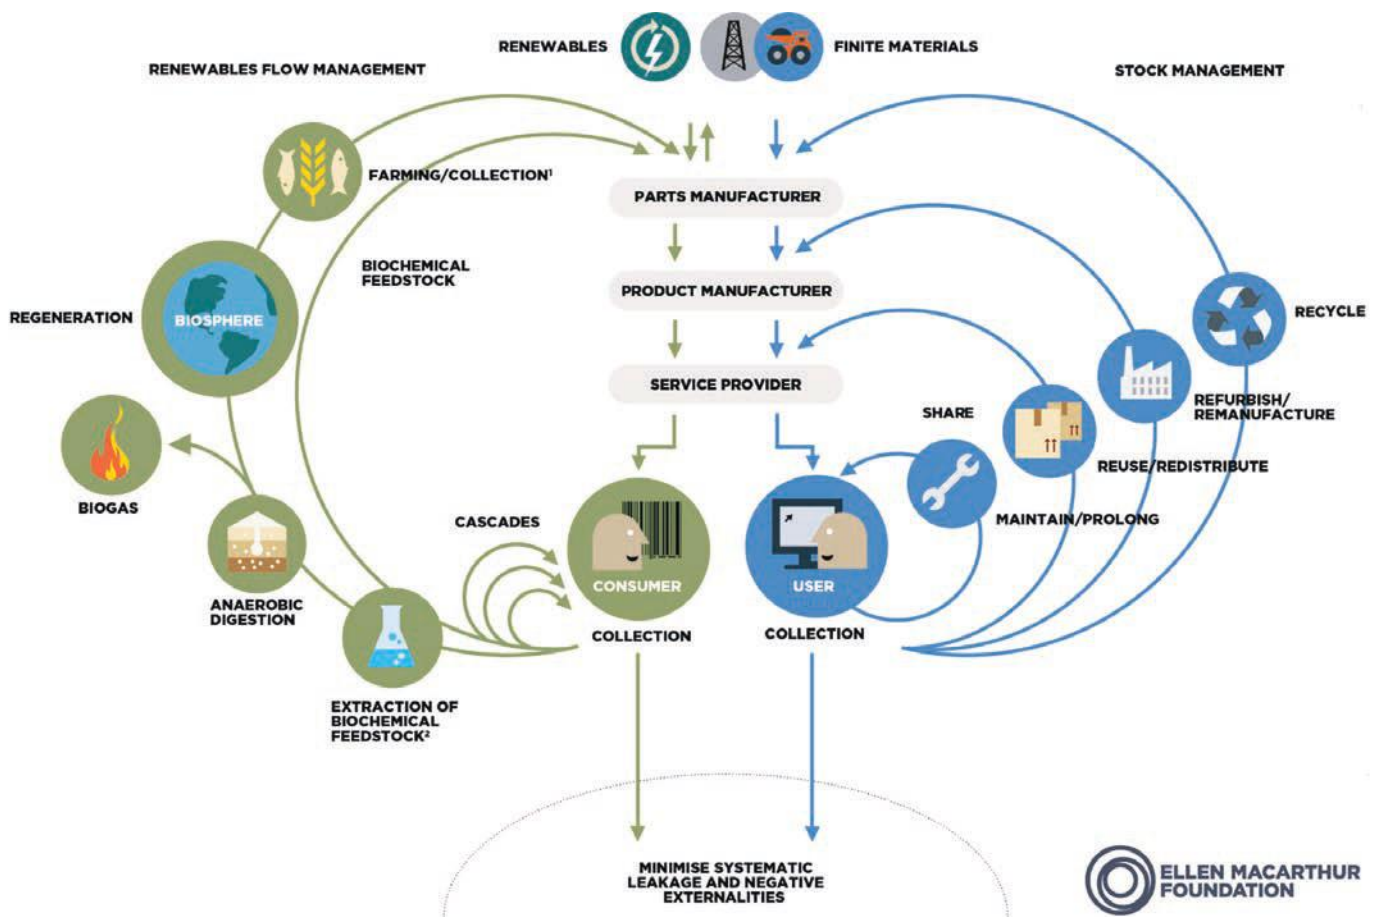 RENEWABLES
FINITE MATERIALS
RENEWABLES FLOW MANAGEMENT
STOCK MANAGEMENT
FARMING/COLLECTION¹
PARTS MANUFACTURER
BIOCHEMICAL
FEEDSTOCK
PRODUCT MANUFACTURER
REGENERATION
BIOSPHERE
RECYCLE
SERVICE PROVIDER
SHARE
REFURBISH/
REMANUFACTURE
REUSE/REDISTRIBUTE
BIOGAS
CASCADES
MAINTAIN/PROLONG
CONSUMER
USER
ANAEROBIC
DIGESTION
COLLECTION
COLLECTION
EXTRACTION OF
BIOCHEMICAL
FEEDSTOCK²
MINIMISE SYSTEMATIC
LEAKAGE AND NEGATIVE
EXTERNALITIES
ELLEN MACARTHUR
FOUNDATION